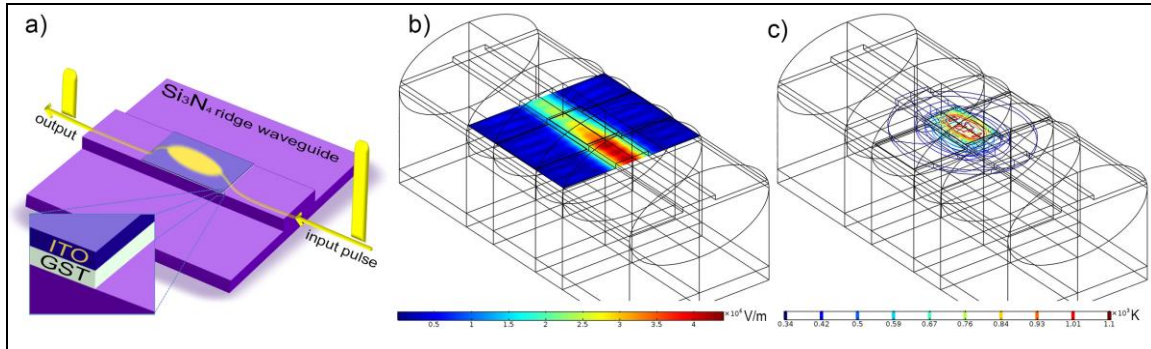 a)
Si₃N₄ ridge waveguide
output
input pulse
ITO
GST
b)
0.5 1 1.5 2 2.5 3 3.5 4 ×10⁴ V/m
c)
0.34 0.42 0.5 0.59 0.67 0.76 0.84 0.93 1.01 1.1 ×10³ K